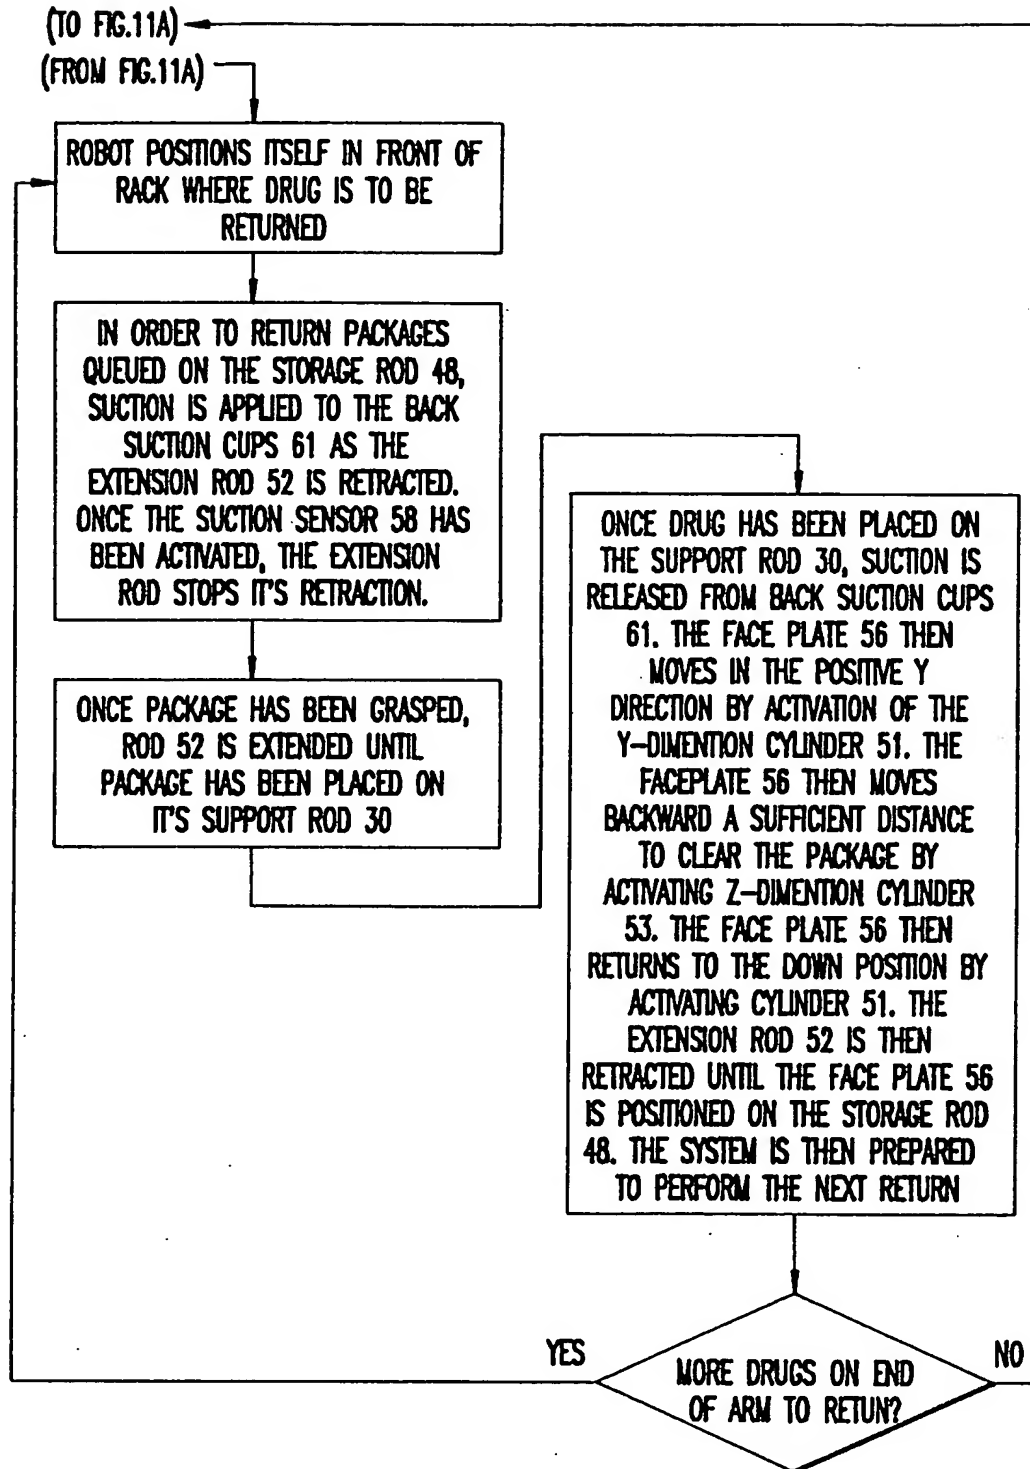 (TO FIG.11A)
(FROM FIG.11A)
ROBOT POSITIONS ITSELF IN FRONT OF
RACK WHERE DRUG IS TO BE
RETURNED
IN ORDER TO RETURN PACKAGES
QUEUED ON THE STORAGE ROD 48,
SUCTION IS APPLIED TO THE BACK
SUCTION CUPS 61 AS THE
EXTENSION ROD 52 IS RETRACTED.
ONCE THE SUCTION SENSOR 58 HAS
BEEN ACTIVATED, THE EXTENSION
ROD STOPS IT'S RETRACTION.
ONCE PACKAGE HAS BEEN GRASPED,
ROD 52 IS EXTENDED UNTIL
PACKAGE HAS BEEN PLACED ON
IT'S SUPPORT ROD 30
ONCE DRUG HAS BEEN PLACED ON
THE SUPPORT ROD 30, SUCTION IS
RELEASED FROM BACK SUCTION CUPS
61. THE FACE PLATE 56 THEN
MOVES IN THE POSITIVE Y
DIRECTION BY ACTIVATION OF THE
Y-DIMENTION CYLINDER 51. THE
FACEPLATE 56 THEN MOVES
BACKWARD A SUFFICIENT DISTANCE
TO CLEAR THE PACKAGE BY
ACTIVATING Z-DIMENTION CYLINDER
53. THE FACE PLATE 56 THEN
RETURNS TO THE DOWN POSITION BY
ACTIVATING CYLINDER 51. THE
EXTENSION ROD 52 IS THEN
RETRACTED UNTIL THE FACE PLATE 56
IS POSITIONED ON THE STORAGE ROD
48. THE SYSTEM IS THEN PREPARED
TO PERFORM THE NEXT RETURN
YES
NO
MORE DRUGS ON END
OF ARM TO RETUN?